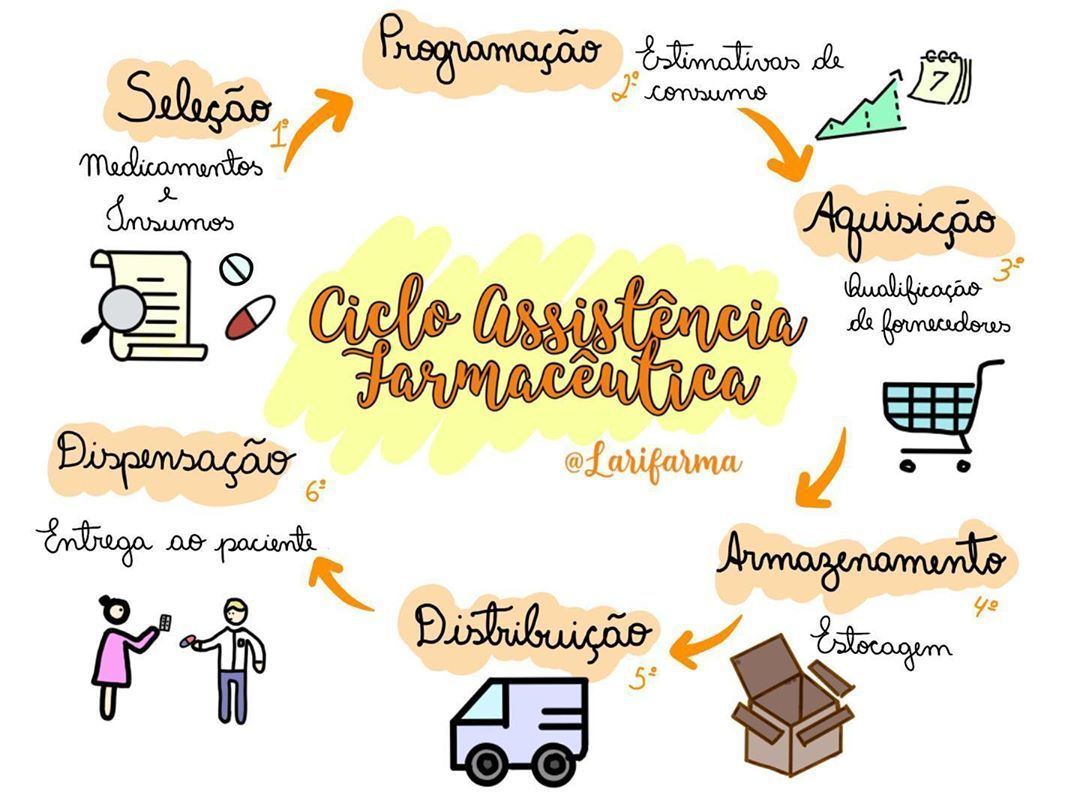 Ciclo Assistência
Farmacêutica
@Larifarma
Seleção
1º
Medicamentos
e
Insumos
Programação
2º
Estimativas de
consumo
7
Aquisição
3º
Qualificação
de fornecedores
Armazenamento
4º
Estocagem
Distribuição
5º
Dispensação
6º
Entrega ao paciente